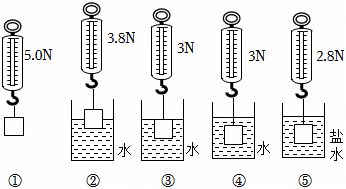 5.0N
3.8N
3N
3N
2.8N
水
水
水
盐水
① ② ③ ④ ⑤